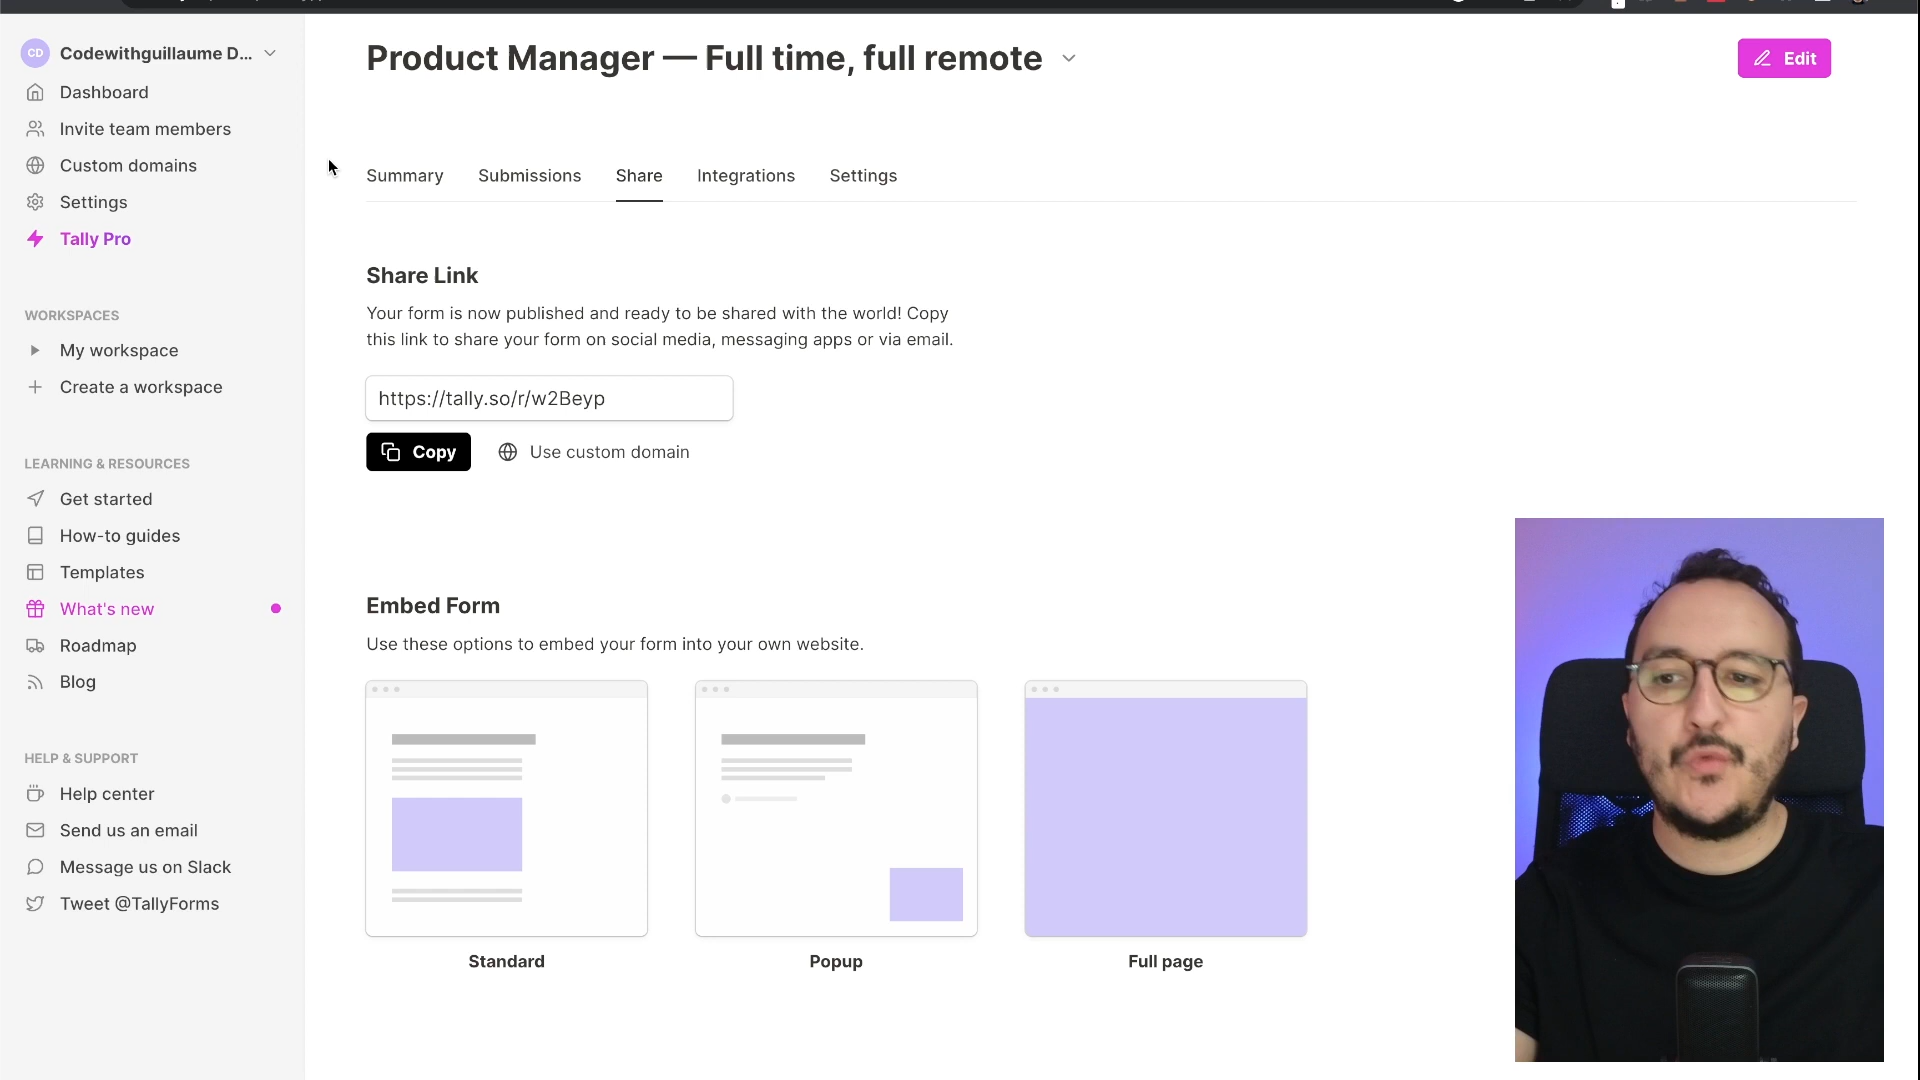 CD Codewithguillaume D...
Dashboard
Invite team members
Custom domains
Settings
Tally Pro
WORKSPACES
My workspace
Create a workspace
LEARNING & RESOURCES
Get started
How-to guides
Templates
What's new
Roadmap
Blog
HELP & SUPPORT
Help center
Send us an email
Message us on Slack
Tweet @TallyForms
Product Manager — Full time, full remote
Edit
Summary
Submissions
Share
Integrations
Settings
Share Link
Your form is now published and ready to be shared with the world! Copy
this link to share your form on social media, messaging apps or via email.
https://tally.so/r/w2Beyp
Copy
Use custom domain
Embed Form
Use these options to embed your form into your own website.
Standard
Popup
Full page